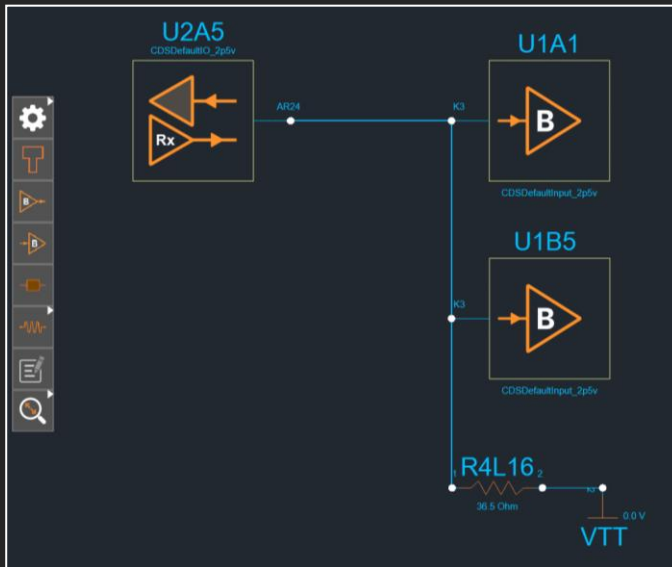 U2A5
CDSDefaultIO_2p5v
Rx
AR24
K3
U1A1
B
CDSDefaultInput_2p5v
U1B5
K3
B
CDSDefaultInput_2p5v
1 R4L16 2
36.5 Ohm
0.0 V
VTT
B
B